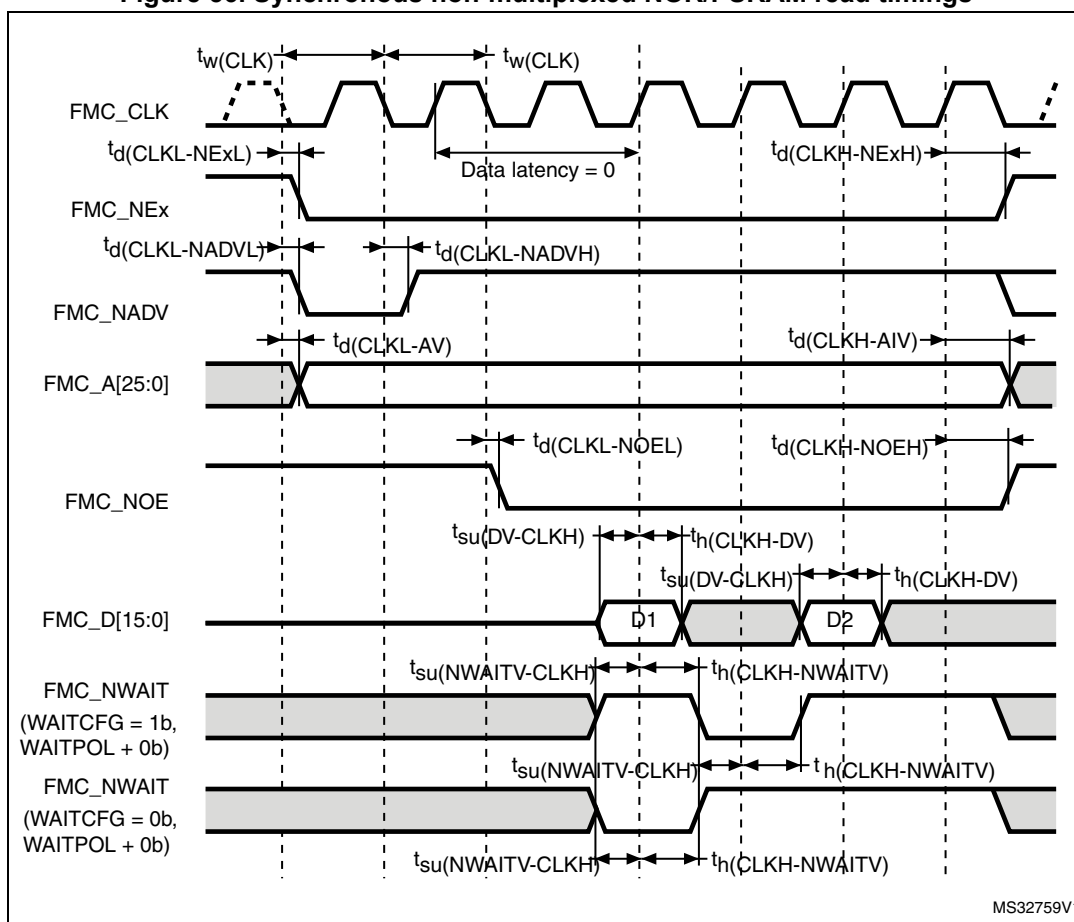 Figure Synchronous non-multiplexed NOR/PSRAM read timings
tw(CLK) tw(CLK)
FMC_CLK
td(CLKL-NExL) Data latency = 0 td(CLKH-NExH)
FMC_NEx
td(CLKL-NADVL) td(CLKL-NADVH)
FMC_NADV
td(CLKL-AV) td(CLKH-AIV)
FMC_A[25:0]
td(CLKL-NOEL) td(CLKH-NOEH)
FMC_NOE
tsu(DV-CLKH) th(CLKH-DV)
tsu(DV-CLKH) th(CLKH-DV)
FMC_D[15:0] D1 D2
tsu(NWAITV-CLKH) th(CLKH-NWAITV)
FMC_NWAIT
(WAITCFG = 1b,
WAITPOL + 0b)
tsu(NWAITV-CLKH) th(CLKH-NWAITV)
FMC_NWAIT
(WAITCFG = 0b,
WAITPOL + 0b)
tsu(NWAITV-CLKH) th(CLKH-NWAITV)